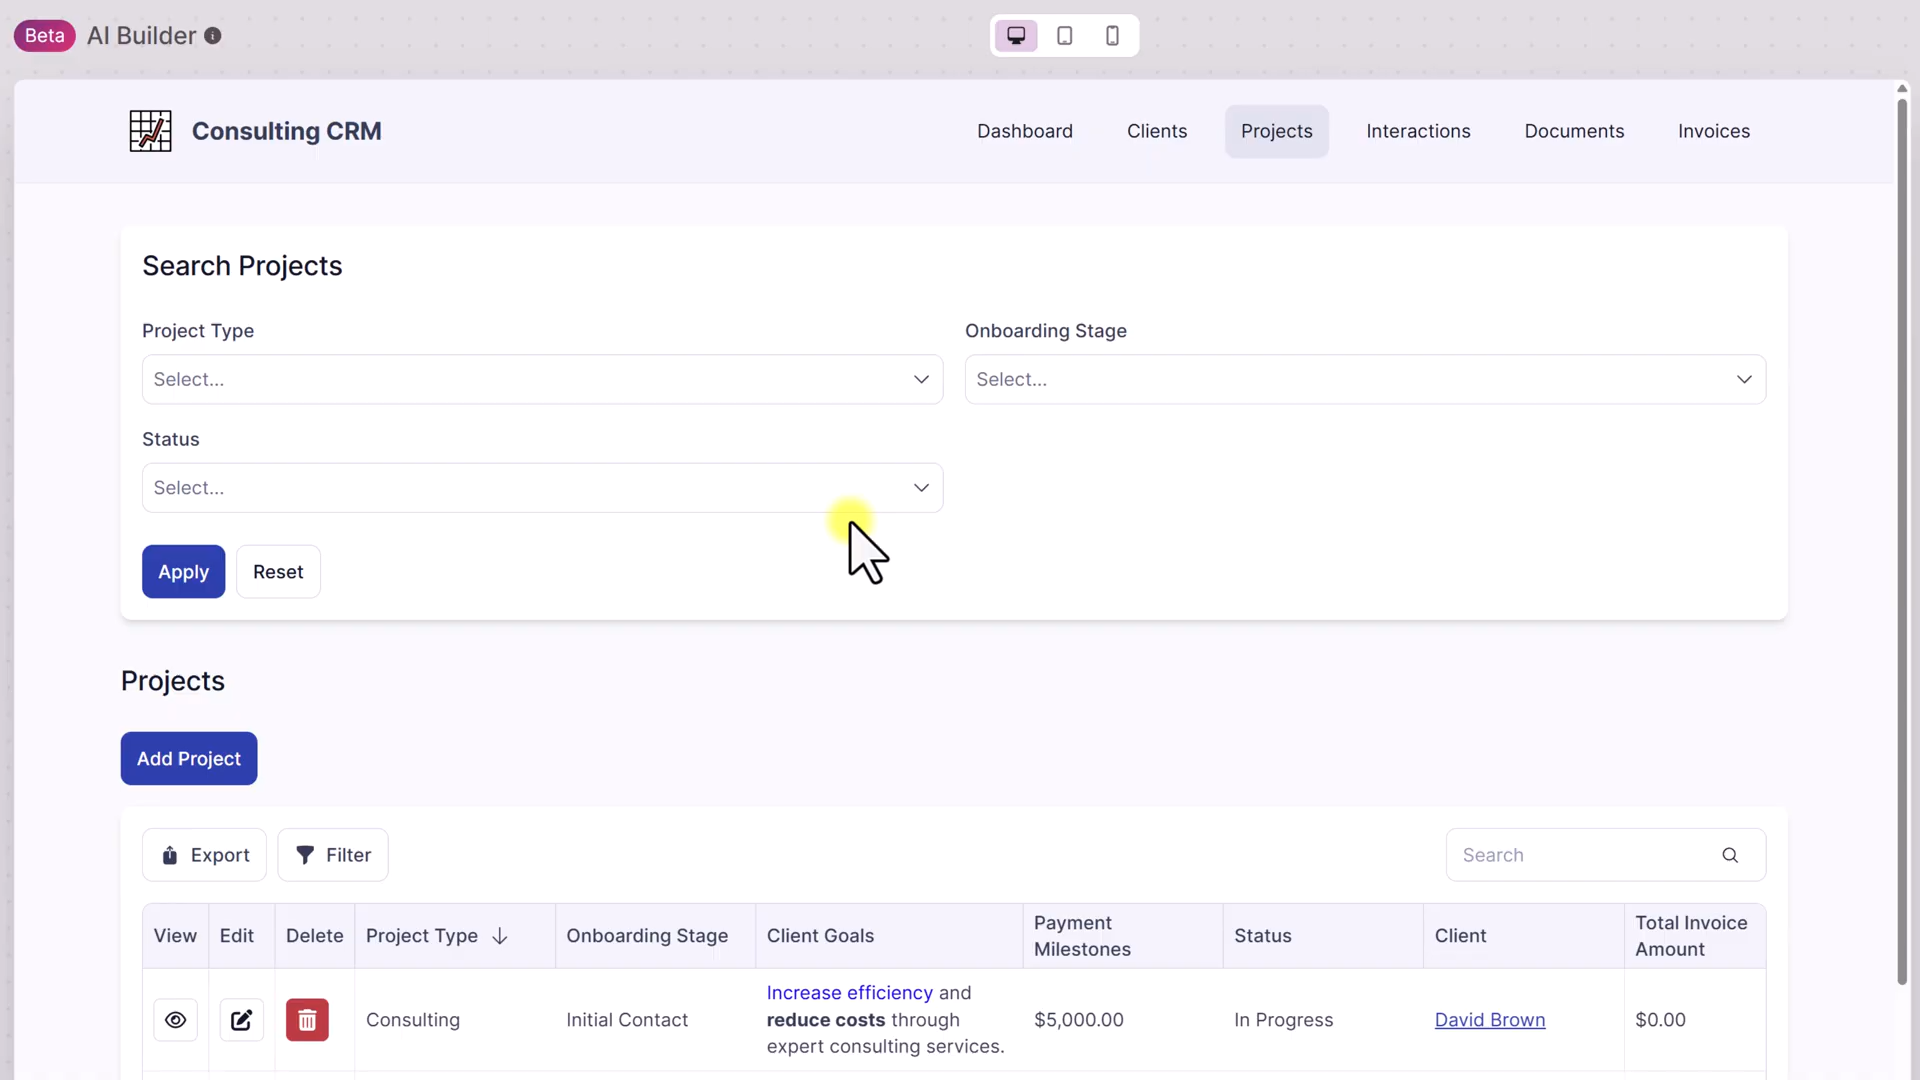 Beta AI Builder
Consulting CRM
Dashboard Clients Projects Interactions Documents Invoices
Search Projects
Project Type Onboarding Stage
Select... Select...
Status
Select...
Apply Reset
Projects
Add Project
Export Filter Search
View Edit Delete Project Type Onboarding Stage Client Goals Payment Milestones Status Client Total Invoice Amount
Consulting Initial Contact Increase efficiency and reduce costs through expert consulting services. $5,000.00 In Progress David Brown $0.00